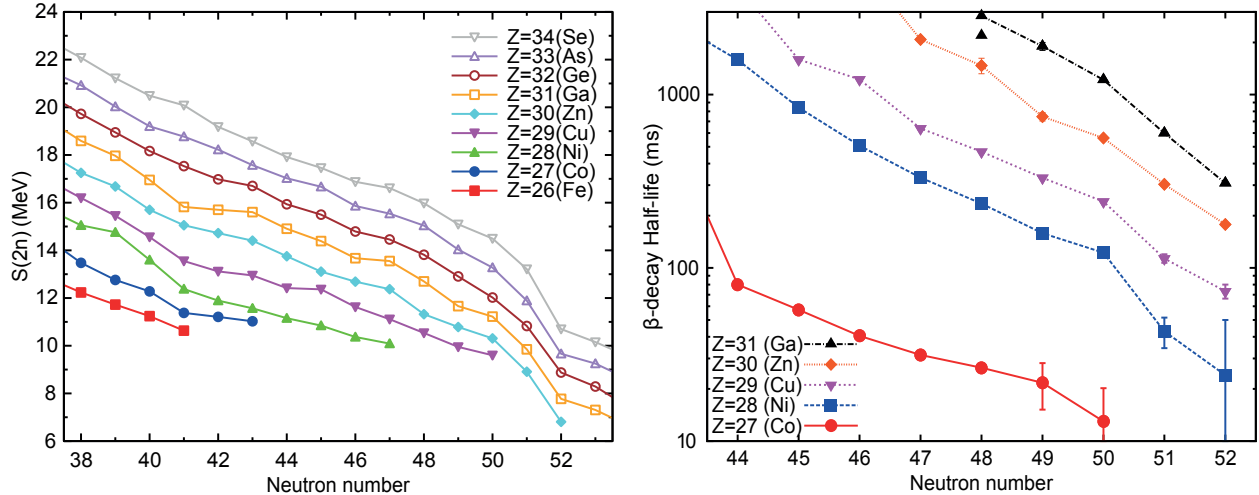 24
22
20
18
16
14
12
10
8
6
S(2n) (MeV)
38
40
42
44
46
48
50
52
Neutron number
Z=34(Se)
Z=33(As)
Z=32(Ge)
Z=31(Ga)
Z=30(Zn)
Z=29(Cu)
Z=28(Ni)
Z=27(Co)
Z=26(Fe)
1000
100
10
β-decay Half-life (ms)
44
45
46
47
48
49
50
51
52
Neutron number
Z=31 (Ga)
Z=30 (Zn)
Z=29 (Cu)
Z=28 (Ni)
Z=27 (Co)